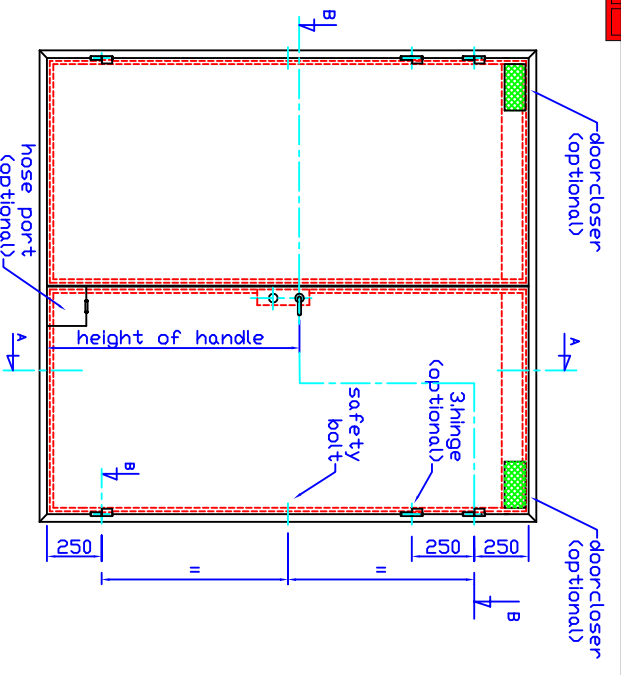 B
doorcloser
(optional)
hose port
(optional)
height of handle
A
A
3.hinge
(optional)
safety
bolt
B
250
250
250
=
=
B
doorcloser
(optional)